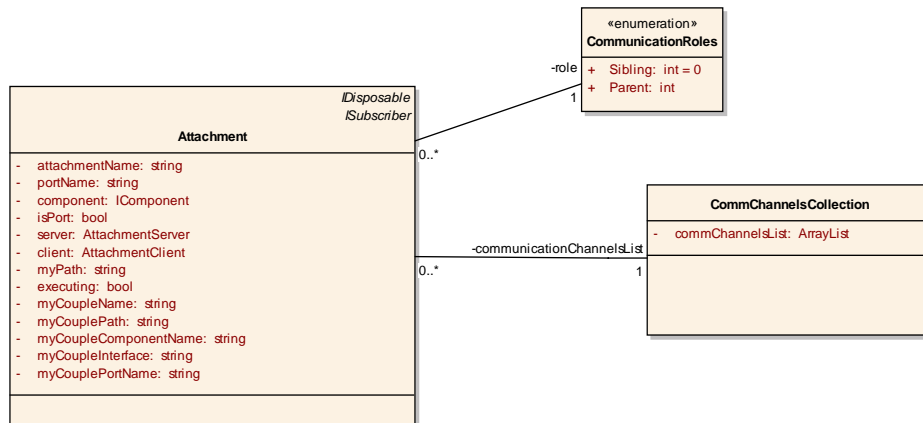 «enumeration»
CommunicationRoles
+ Sibling: int = 0
+ Parent: int
-role
1
0..*
IDisposable
ISubscriber
Attachment
- attachmentName: string
- portName: string
- component: IComponent
- isPort: bool
- server: AttachmentServer
- client: AttachmentClient
- myPath: string
- executing: bool
- myCoupleName: string
- myCouplePath: string
- myCoupleComponentName: string
- myCoupleInterface: string
- myCouplePortName: string
-communicationChannelsList
0..*
1
CommChannelsCollection
- commChannelsList: ArrayList